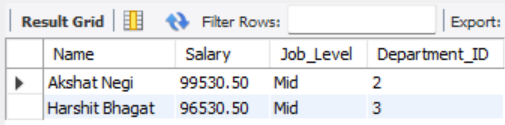 Result Grid Filter Rows: Export:
Name Salary Job_Level Department_ID
Akshat Negi 99530.50 Mid 2
Harshit Bhagat 96530.50 Mid 3